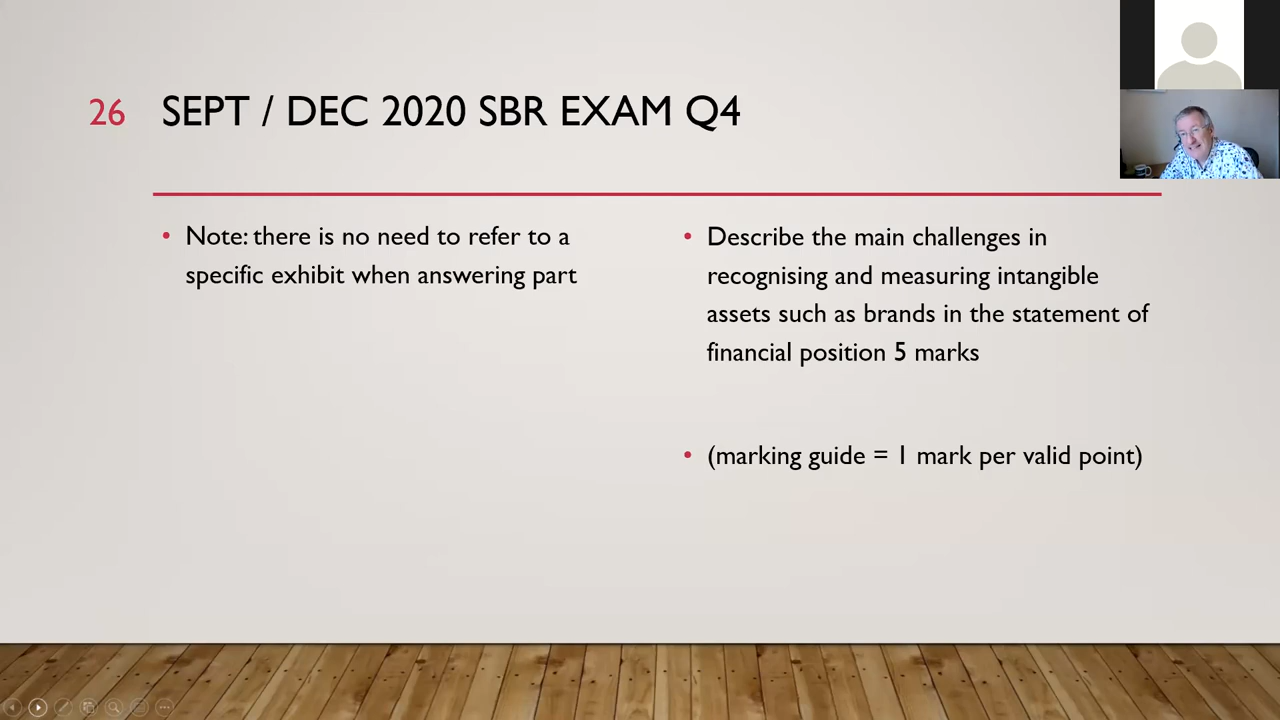 26 SEPT / DEC 2020 SBR EXAM Q4
• Note: there is no need to refer to a
specific exhibit when answering part
• Describe the main challenges in
recognising and measuring intangible
assets such as brands in the statement of
financial position 5 marks
• (marking guide = 1 mark per valid point)